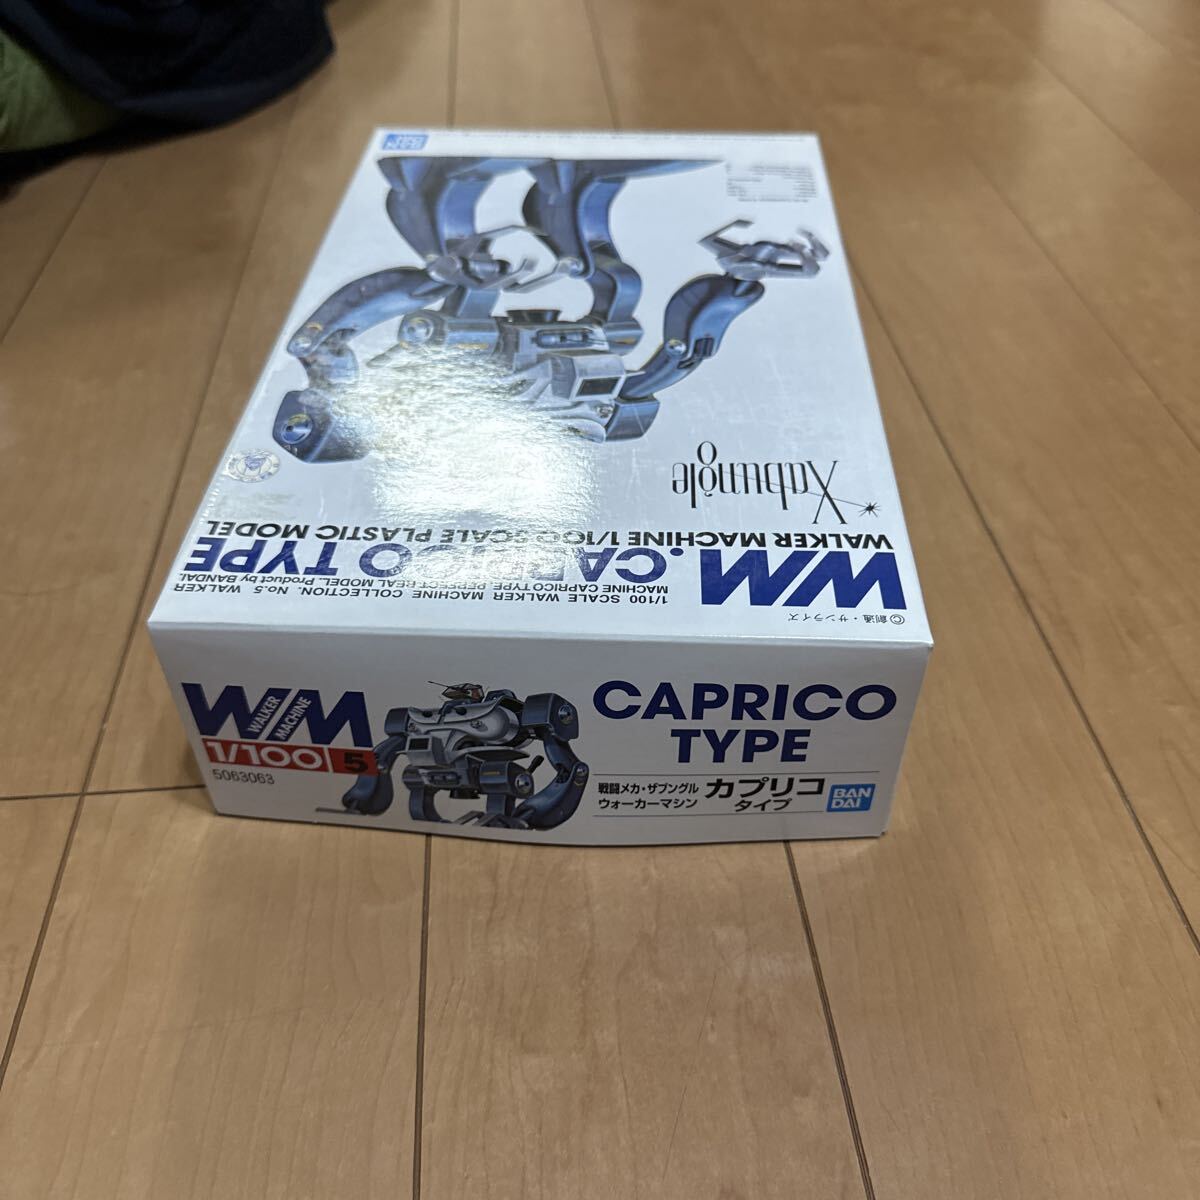 Xabungle
WALKER MACHINE 1/100 SCALE PLASTIC MODEL
WM.CAPRICO TYPE
1/100 SCALE WALKER MACHINE COLLECTION. No.5 WALKER
MACHINE CAPRICO TYPE PERFECT REAL MODEL. Product by BANDAI
©創通・サンライズ
WM
WALKER
MACHINE
1/100 5
5063063
CAPRICO
TYPE
戦闘メカ・ザブングル
ウォーカーマシン
カプリコ
タイプ
BAN
DAI